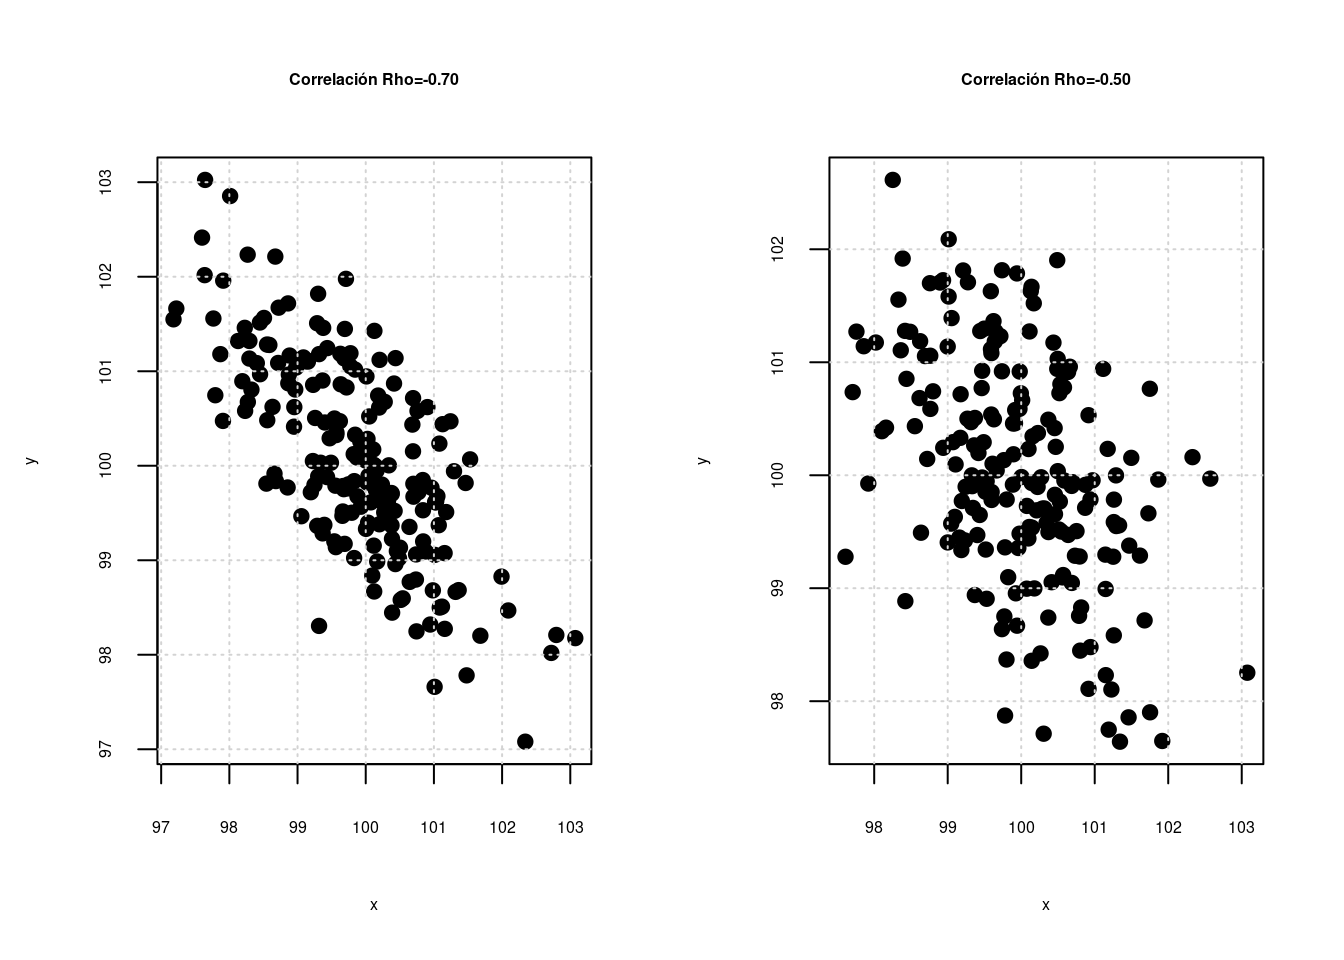 Correlación Rho=-0.70
y
103
102
101
100
99
98
97
97 98 99 100 101 102 103
x
Correlación Rho=-0.50
y
102
101
100
99
98
98 99 100 101 102 103
x